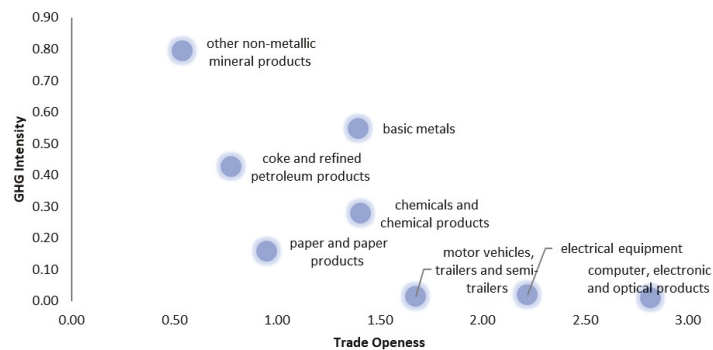 0.90
0.80
0.70
0.60
0.50
0.40
0.30
0.20
0.10
0.00
GHG Intensity
other non-metallic
mineral products
basic metals
coke and refined
petroleum products
chemicals and
chemical products
paper and paper
products
motor vehicles,
trailers and semi-
trailers
electrical equipment
computer, electronic
and optical products
0.00 0.50 1.00 1.50 2.00 2.50 3.00
Trade Openess